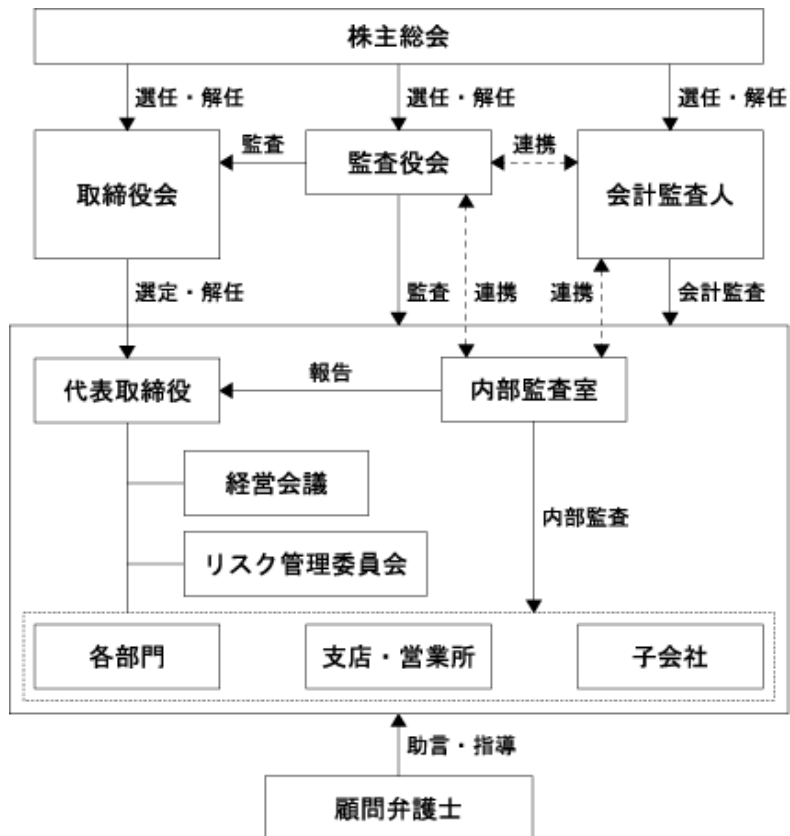 株主総会
選任・解任
選任・解任
選任・解任
取締役会
監査
監査役会
連携
会計監査人
選定・解任
監査
連携
連携
会計監査
代表取締役
報告
内部監査室
経営会議
内部監査
リスク管理委員会
各部門
支店・営業所
子会社
助言・指導
顧問弁護士